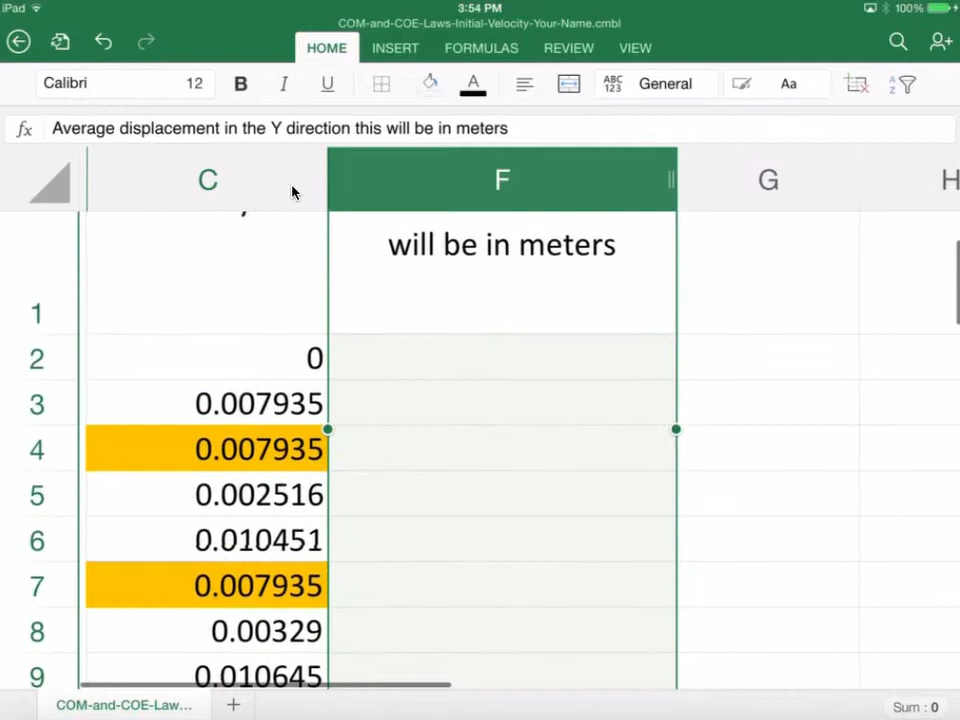 iPad 3:54 PM 100%
COM-and-COE-Laws-Initial-Velocity-Your-Name.cmbl
HOME INSERT FORMULAS REVIEW VIEW
Calibri 12 B I U A ABC 123 General Aa A Z
fx Average displacement in the Y direction this will be in meters
C F G H
will be in meters
1
2 0
3 0.007935
4 0.007935
5 0.002516
6 0.010451
7 0.007935
8 0.00329
9 0.010645
COM-and-COE-Law... + Sum : 0